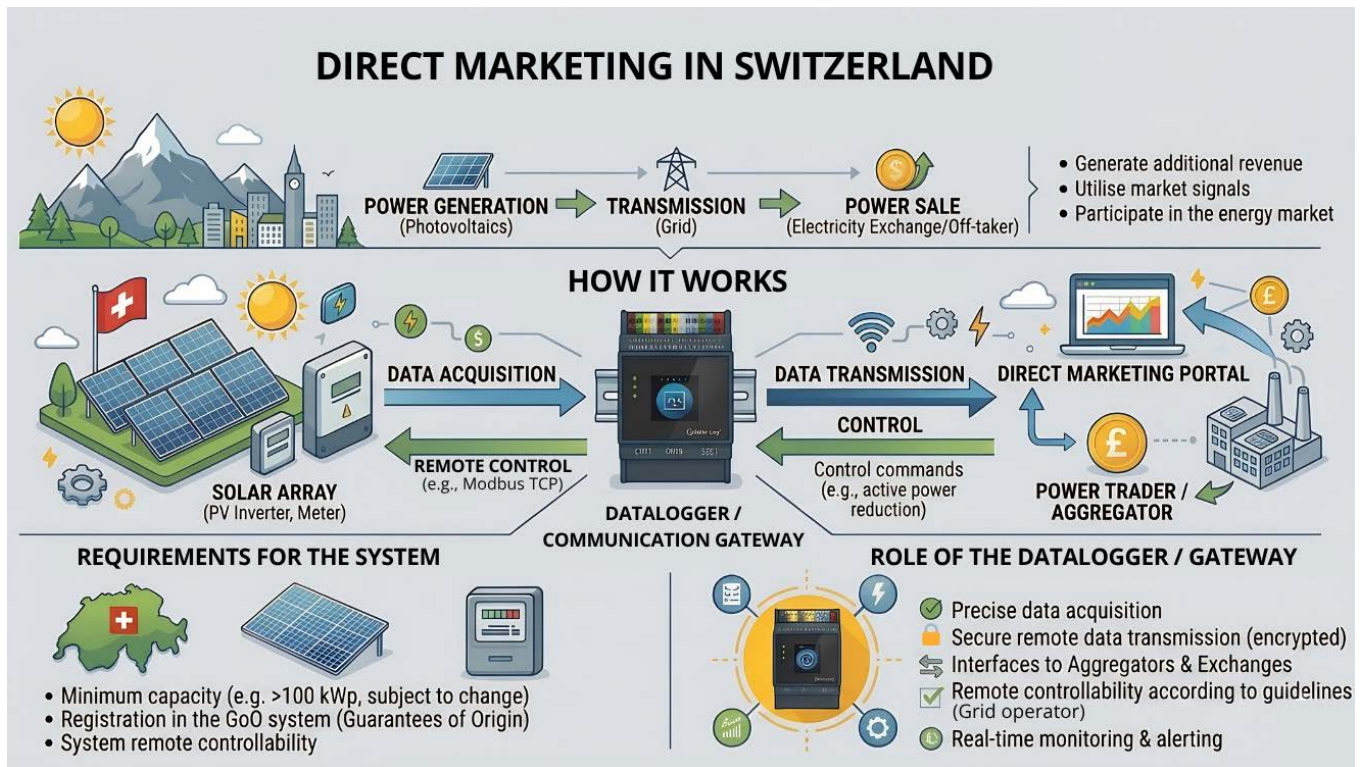 DIRECT MARKETING IN SWITZERLAND
POWER GENERATION
(Photovoltaics)
TRANSMISSION
(Grid)
$
POWER SALE
(Electricity Exchange/Off-taker)
• Generate additional revenue
• Utilise market signals
• Participate in the energy market
HOW IT WORKS
$
DATA ACQUISITION
REMOTE CONTROL
(e.g., Modbus TCP)
SOLAR ARRAY
(PV Inverter, Meter)
DATALOGGER /
COMMUNICATION GATEWAY
DATA TRANSMISSION
CONTROL
Control commands
(e.g., active power
reduction)
£
DIRECT MARKETING PORTAL
£
POWER TRADER /
AGGREGATOR
REQUIREMENTS FOR THE SYSTEM
• Minimum capacity (e.g. >100 kWp, subject to change)
• Registration in the GoO system (Guarantees of Origin)
• System remote controllability
ROLE OF THE DATALOGGER / GATEWAY
Precise data acquisition
Secure remote data transmission (encrypted)
Interfaces to Aggregators & Exchanges
Remote controllability according to guidelines
(Grid operator)
Real-time monitoring & alerting